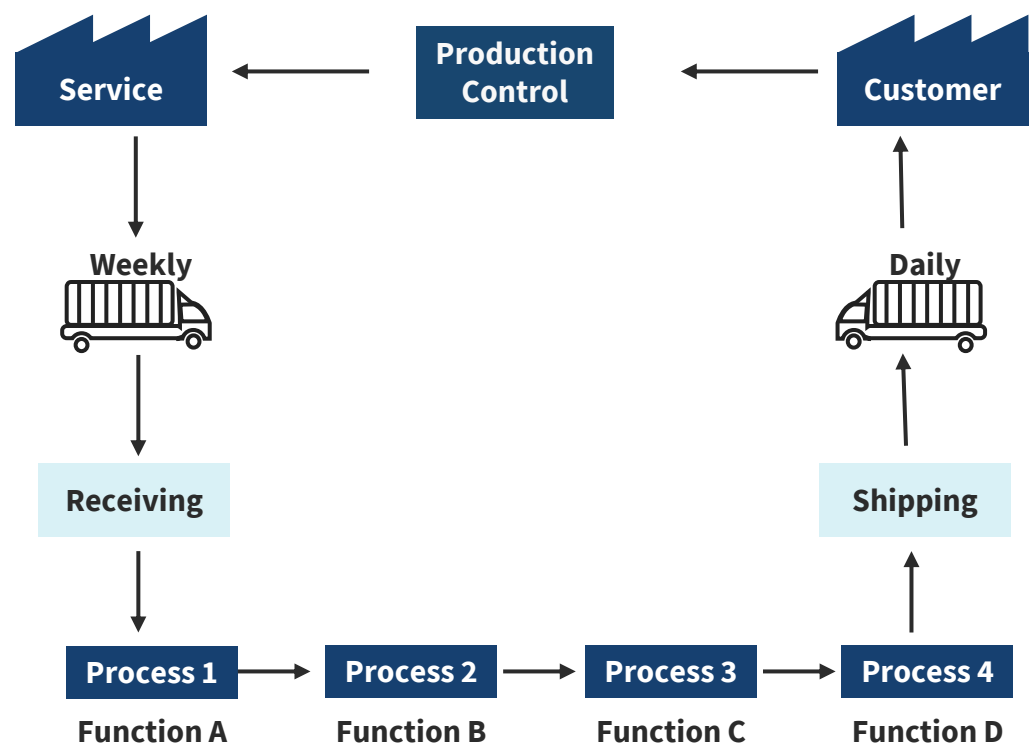 Service
Production
Control
Customer
Weekly
Daily
Receiving
Shipping
Process 1
Process 2
Process 3
Process 4
Function A
Function B
Function C
Function D